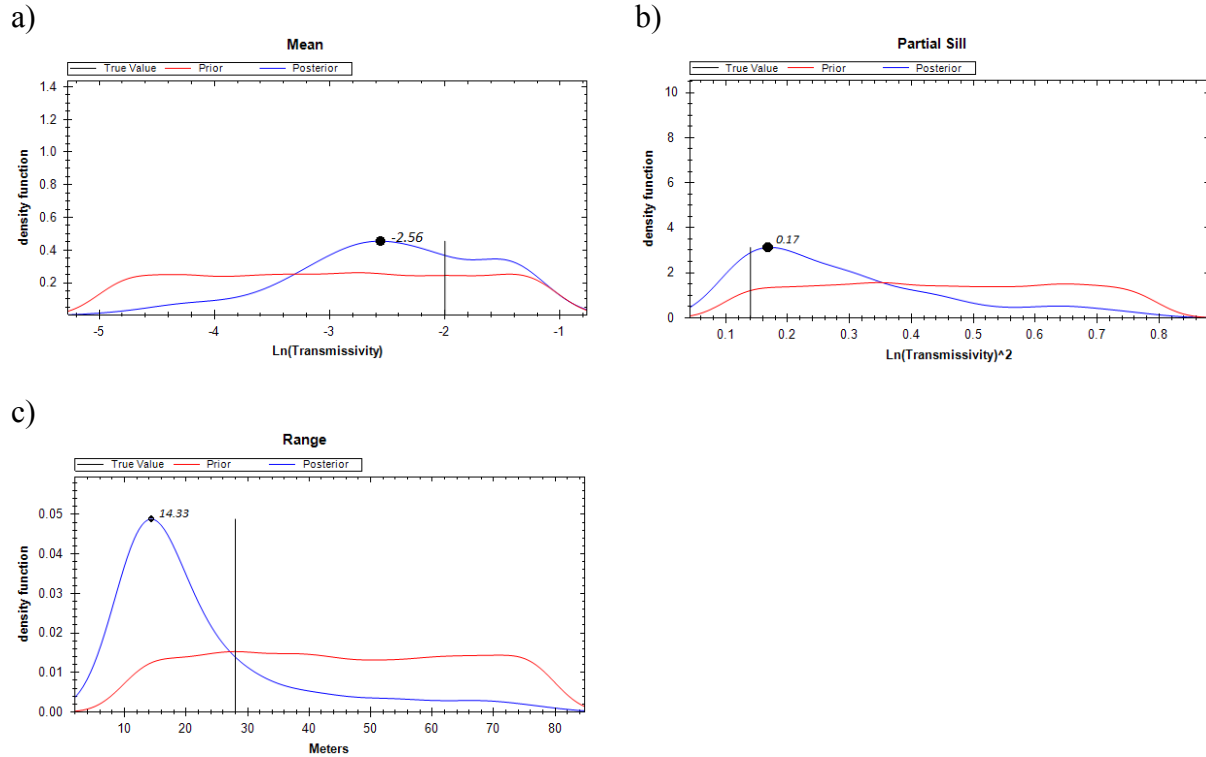 a)
Mean
True Value Prior Posterior
density function
1.4
1.2
1.0
0.8
0.6
0.4
0.2
-2.56
-5 -4 -3 -2 -1
Ln(Transmissivity)
b)
Partial Sill
True Value Prior Posterior
density function
10
8
6
4
2
0
0.17
0.1 0.2 0.3 0.4 0.5 0.6 0.7 0.8
Ln(Transmissivity)^2
c)
Range
True Value Prior Posterior
density function
0.05
0.04
0.03
0.02
0.01
0.00
14.33
10 20 30 40 50 60 70 80
Meters